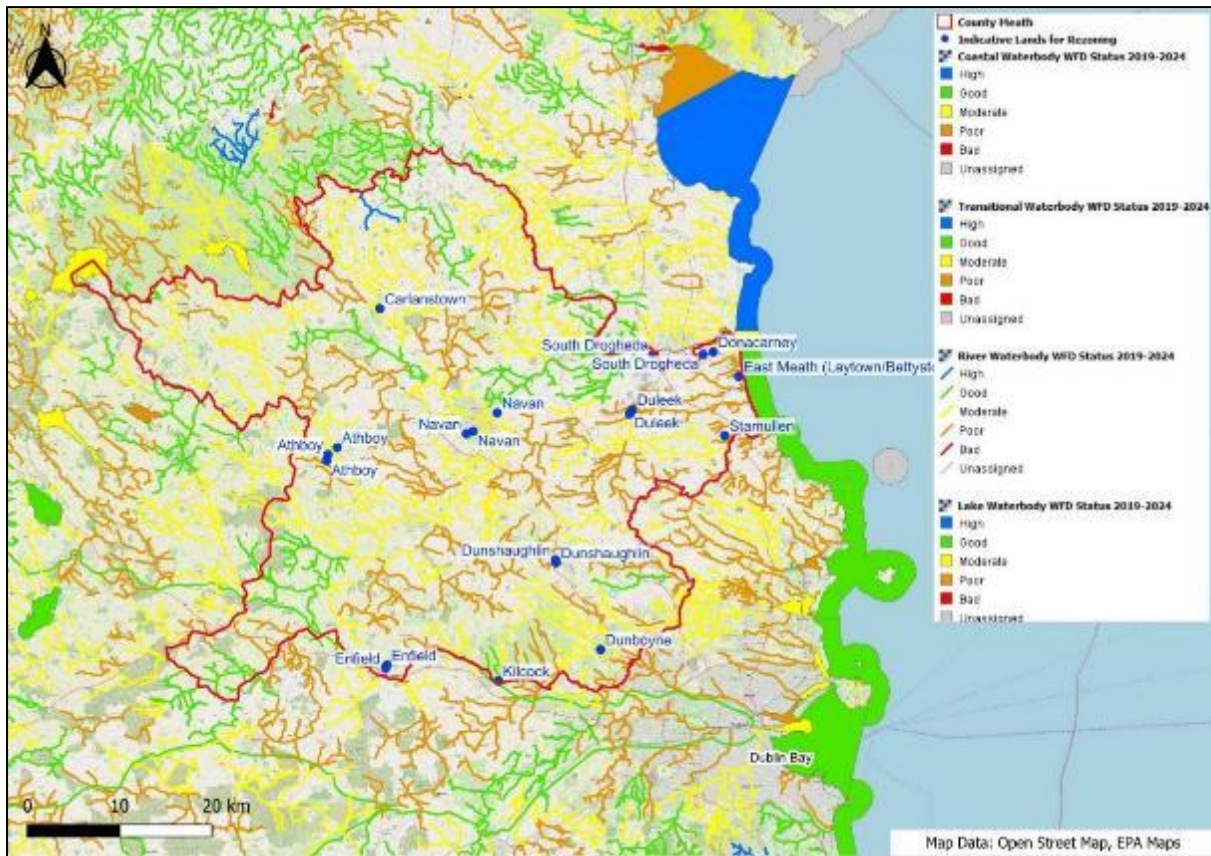 N
County Meath
Indicative Lands for Rezoning
Coastal Waterbody WFD Status 2019-2024
High
Good
Moderate
Poor
Bad
Unassigned
Transitional Waterbody WFD Status 2019-2024
High
Good
Moderate
Poor
Bad
Unassigned
River Waterbody WFD Status 2019-2024
High
Good
Moderate
Poor
Bad
Unassigned
Lake Waterbody WFD Status 2019-2024
High
Good
Moderate
Poor
Bad
Unassigned
Carlanstown
South Drogheda
Donacarney
South Drogheda
East Meath (Laytown/Bettysto
Navan
Duleek
Duleek
Navan
Navan
Stamullen
Athboy
Athboy
Athboy
Dunshaughlin
Dunshaughlin
Dunboyne
Enfield
Enfield
Kilcock
Dublin Bay
0 10 20 km
Map Data: Open Street Map, EPA Maps